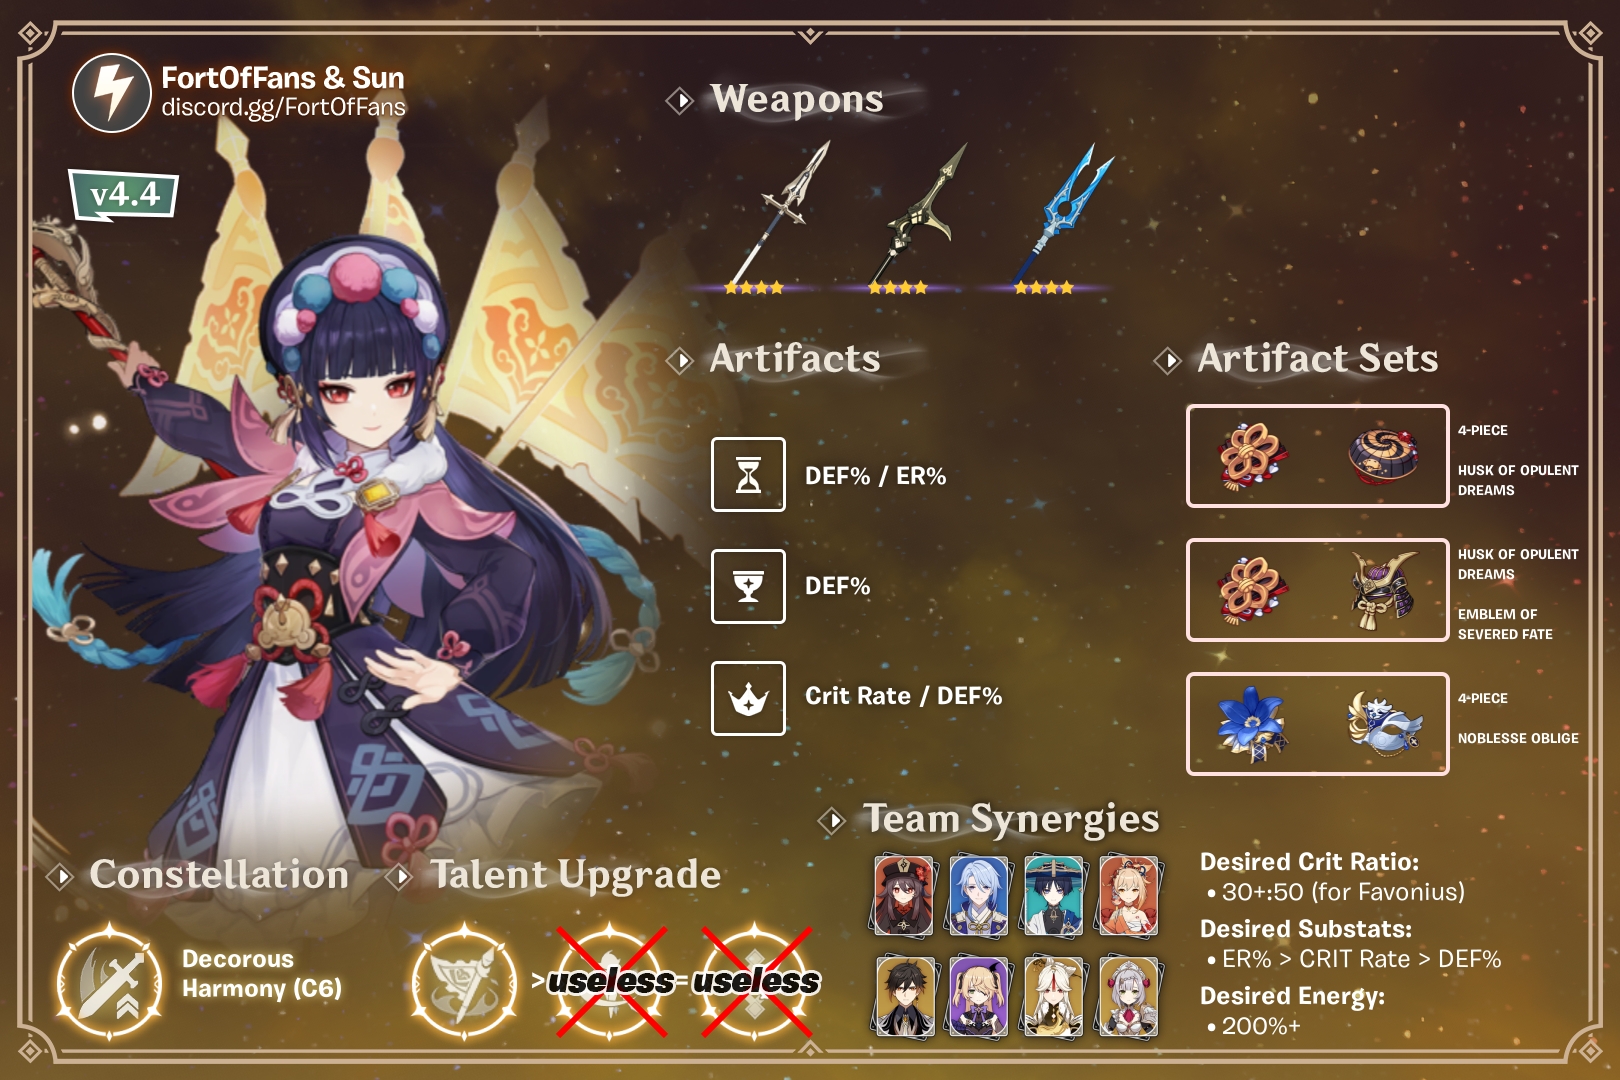 FortOfFans & Sun
discord.gg/FortOfFans
v4.4
Weapons
Artifacts
DEF% / ER%
DEF%
Crit Rate / DEF%
Artifact Sets
4-PIECE
HUSK OF OPULENT
DREAMS
HUSK OF OPULENT
DREAMS
EMBLEM OF
SEVERED FATE
4-PIECE
NOBLESSE OBLIGE
Constellation
Decorous
Harmony (C6)
Talent Upgrade
>useless=useless
Team Synergies
Desired Crit Ratio:
• 30+:50 (for Favonius)
Desired Substats:
• ER% > CRIT Rate > DEF%
Desired Energy:
• 200%+